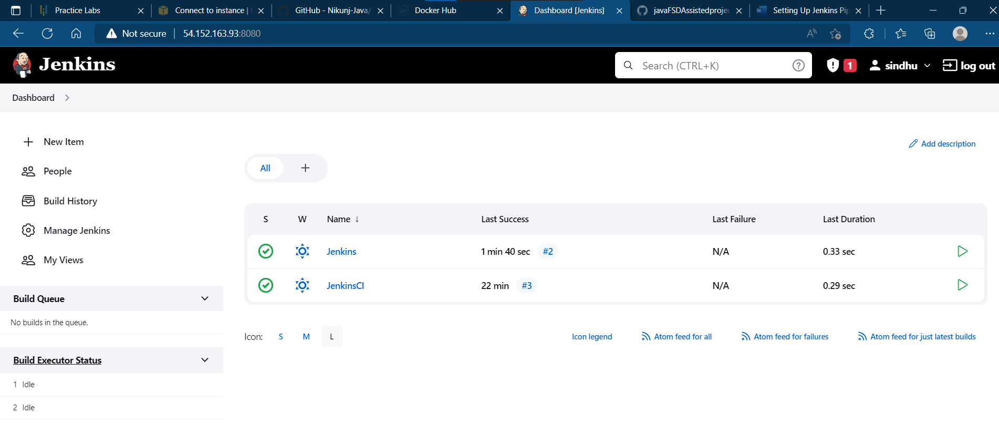 Practice Labs
Connect to instance |
GitHub - Nikunj-Java/
Docker Hub
Dashboard [Jenkins]
javaFSDAssistedprojec
Setting Up Jenkins Pip
Not secure | 54.152.163.93:8080
Jenkins
Search (CTRL+K)
1
sindhu
log out
Dashboard
New Item
People
Build History
Manage Jenkins
My Views
Build Queue
No builds in the queue.
Build Executor Status
1 Idle
2 Idle
Add description
All
S W Name ↓ Last Success Last Failure Last Duration
Jenkins 1 min 40 sec #2 N/A 0.33 sec
JenkinsCI 22 min #3 N/A 0.29 sec
Icon: S M L
Icon legend Atom feed for all Atom feed for failures Atom feed for just latest builds